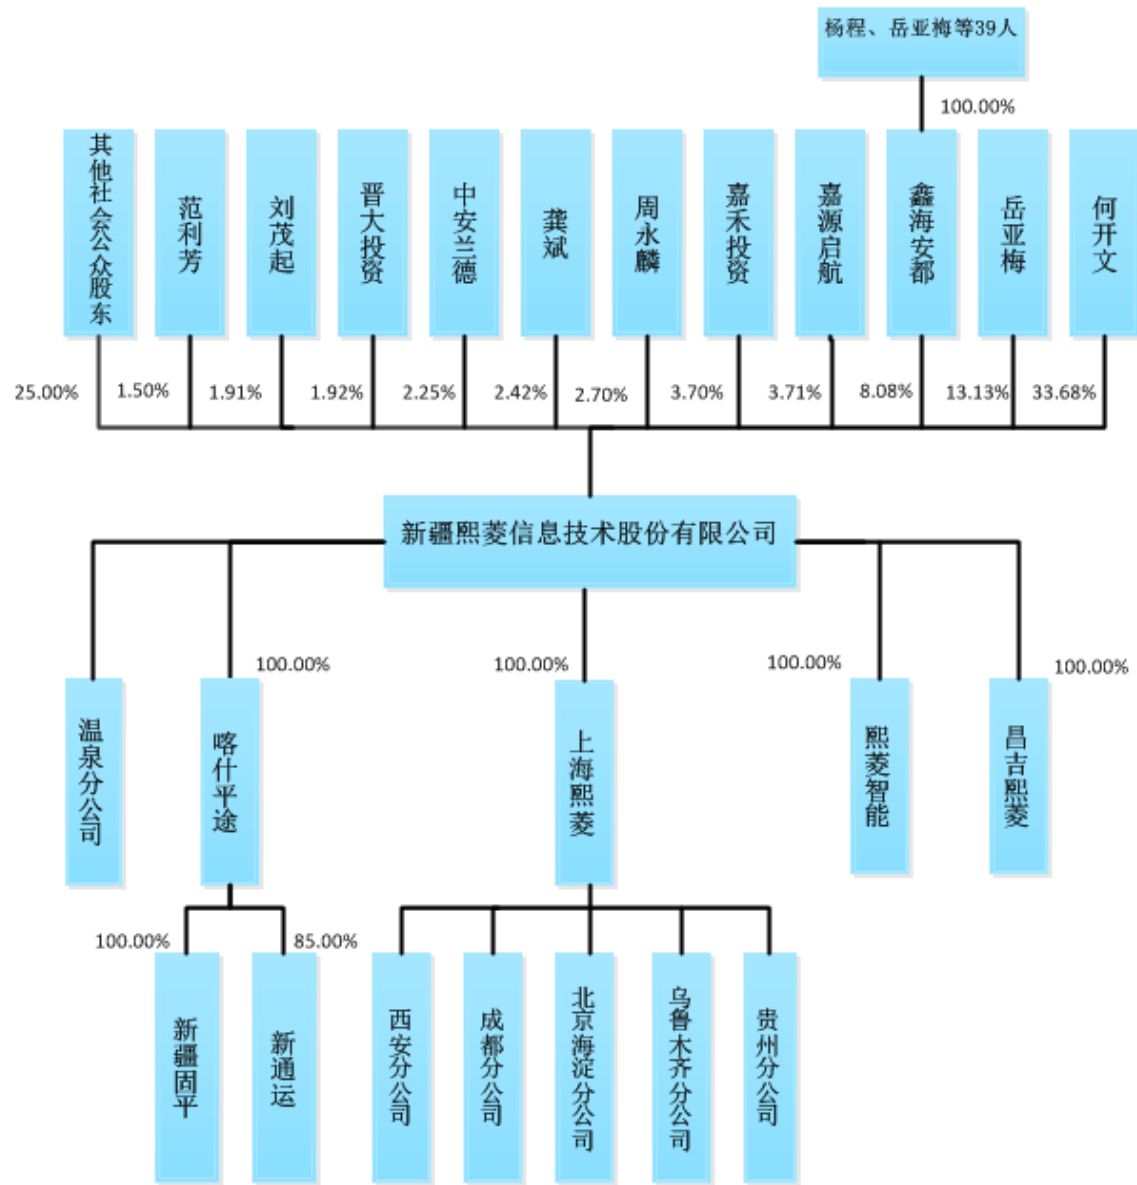 杨程、岳亚梅等39人
100.00%
其他社会公众股东
范利芳
刘茂起
晋大投资
中安兰德
龚斌
周永麟
嘉禾投资
嘉源启航
鑫海安都
岳亚梅
何开文
25.00%
1.50%
1.91%
1.92%
2.25%
2.42%
2.70%
3.70%
3.71%
8.08%
13.13%
33.68%
新疆熙菱信息技术股份有限公司
100.00%
100.00%
100.00%
100.00%
温泉分公司
喀什平途
上海熙菱
熙菱智能
昌吉熙菱
100.00%
85.00%
新疆固平
新通运
西安分公司
成都分公司
北京海淀分公司
乌鲁木齐分公司
贵州分公司